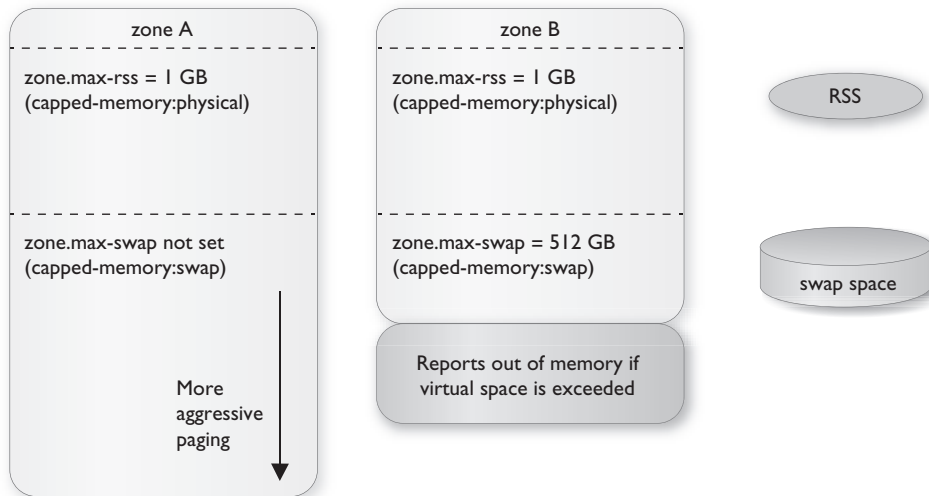 zone A
zone.max-rss = 1 GB
(capped-memory:physical)
zone.max-swap not set
(capped-memory:swap)
More
aggressive
paging
zone B
zone.max-rss = 1 GB
(capped-memory:physical)
zone.max-swap = 512 GB
(capped-memory:swap)
Reports out of memory if
virtual space is exceeded
RSS
swap space